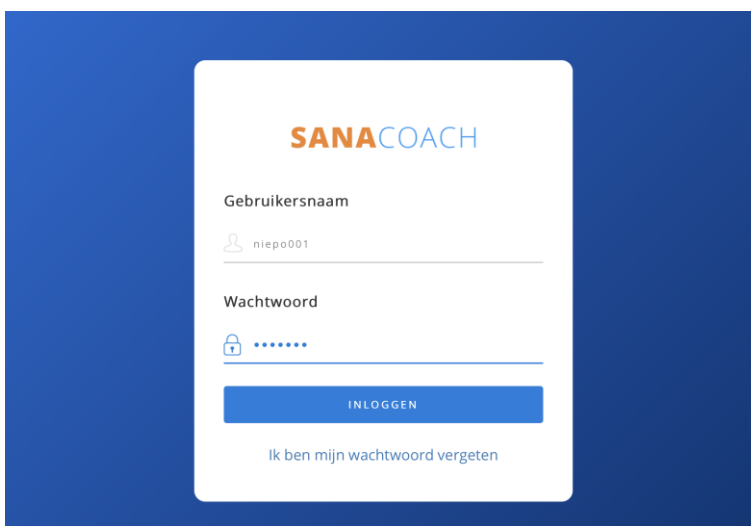 SANACOACH
Gebruikersnaam
niepo001
Wachtwoord
•••••••
INLOGGEN
Ik ben mijn wachtwoord vergeten